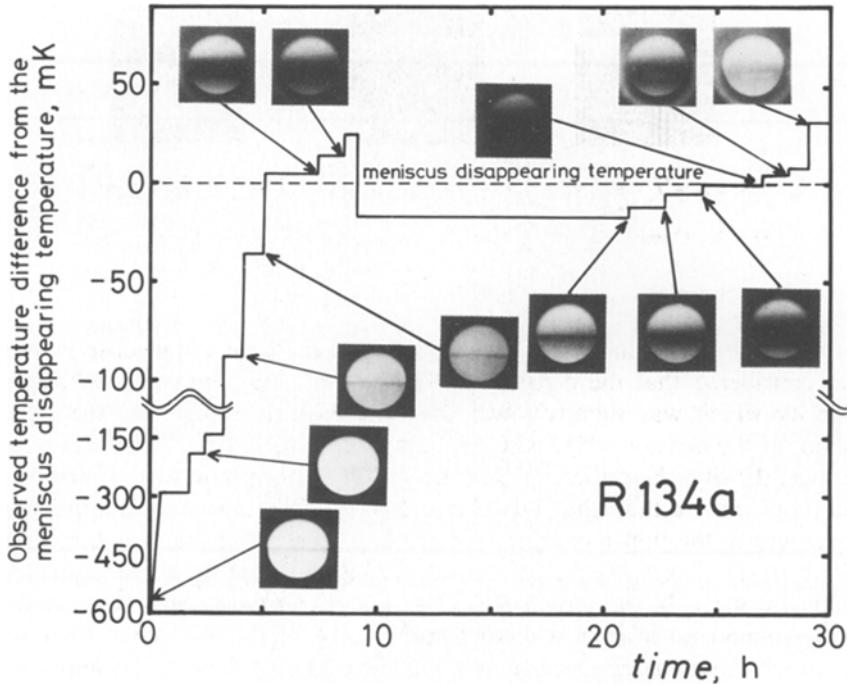 Observed temperature difference from the
meniscus disappearing temperature, mK
50
0
−50
−100
−150
−300
−450
−600
meniscus disappearing temperature
R134a
0
10
20
30
time, h